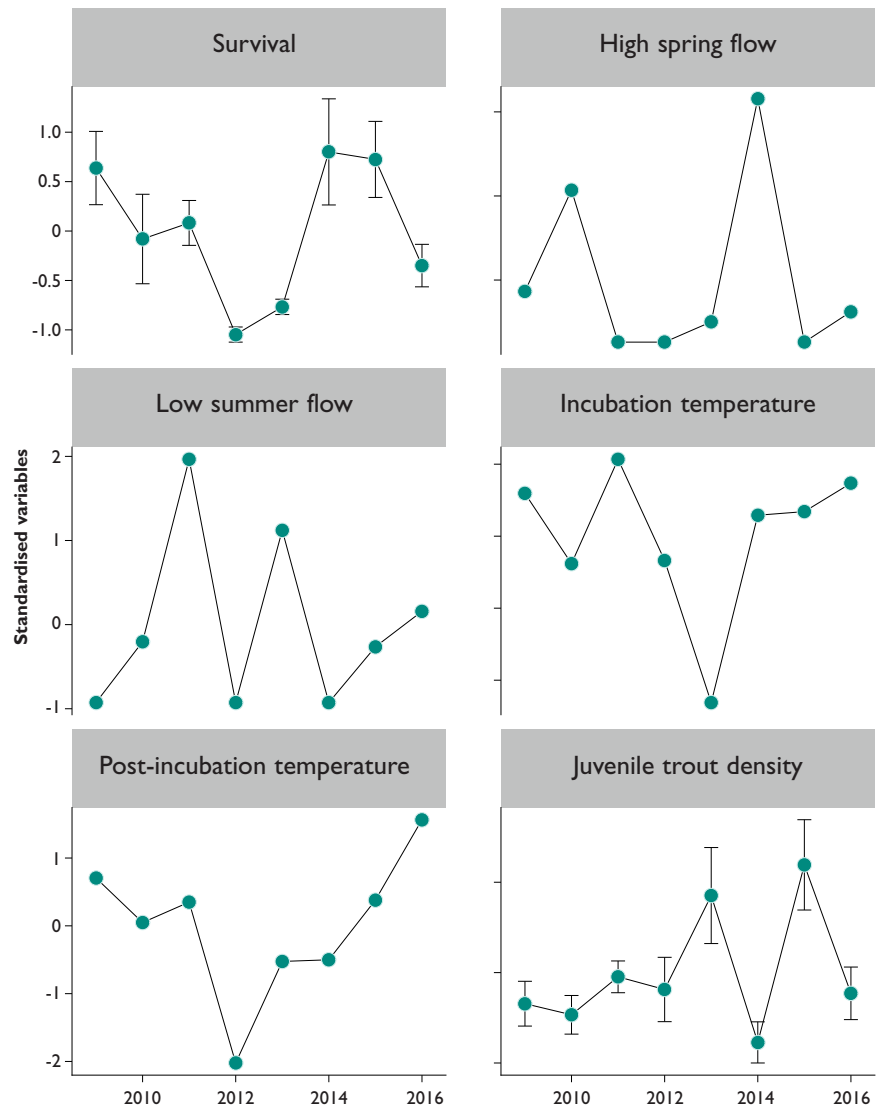 Survival
High spring flow
1.0
0.5
0
-0.5
-1.0
Low summer flow
Incubation temperature
Standardised variables
2
1
0
-1
Post-incubation temperature
Juvenile trout density
1
0
-1
-2
2010 2012 2014 2016
2010 2012 2014 2016